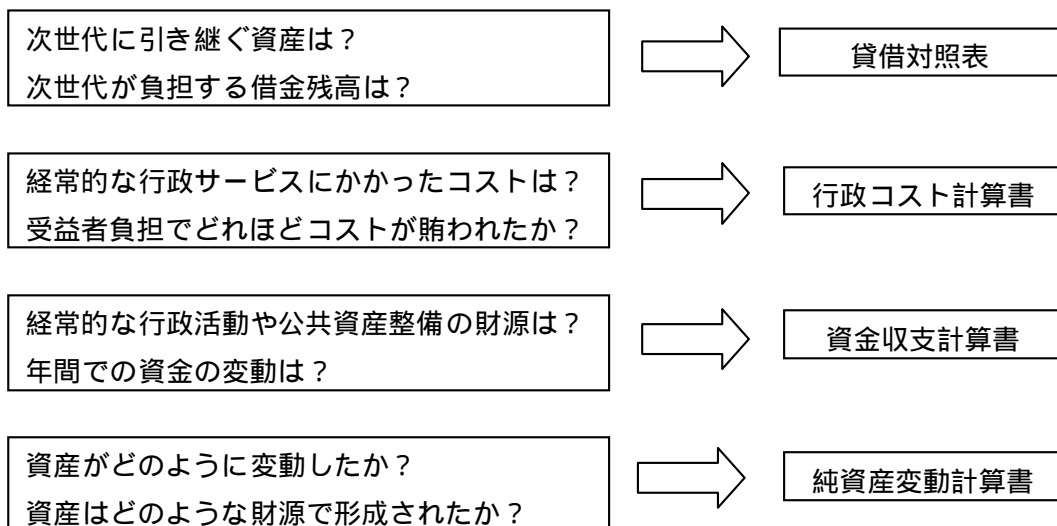 次世代に引き継ぐ資産は？
次世代が負担する借金残高は？
貸借対照表
経常的な行政サービスにかかったコストは？
受益者負担でどれほどコストが賄われたか？
行政コスト計算書
経常的な行政活動や公共資産整備の財源は？
年間での資金の変動は？
資金収支計算書
資産がどのように変動したか？
資産はどのような財源で形成されたか？
純資産変動計算書